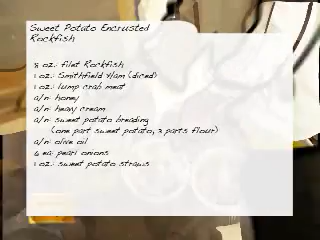 Sweet Potato Encrusted
Rockfish
8 oz.: filet Rockfish
1 oz.: Smithfield Ham (diced)
1 oz.: lump crab meat
a/n: honey
a/n: heavy cream
a/n: sweet potato breading
(one part sweet potato, 3 parts flour)
a/n: olive oil
6 ea: pearl onions
1 oz.: sweet potato straws